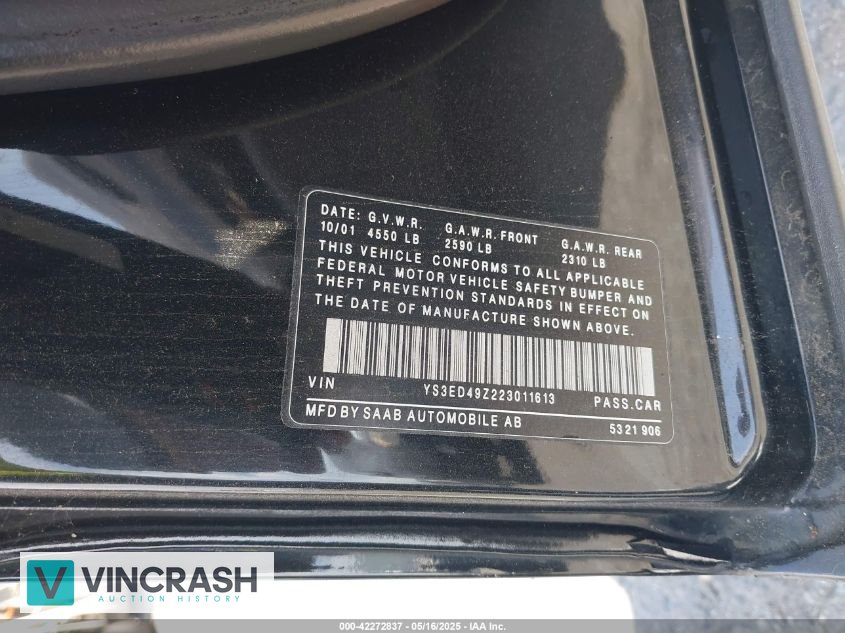 DATE: G.V.W.R. G.A.W.R. FRONT G.A.W.R. REAR
10/01 4550 LB 2590 LB 2310 LB
THIS VEHICLE CONFORMS TO ALL APPLICABLE
FEDERAL MOTOR VEHICLE SAFETY BUMPER AND
THEFT PREVENTION STANDARDS IN EFFECT ON
THE DATE OF MANUFACTURE SHOWN ABOVE.
VIN YS3ED49Z223011613 PASS.CAR
MFD BY SAAB AUTOMOBILE AB 5321 906
VINCRASH
AUCTION HISTORY
000-42272837 - 05/16/2025 - IAA Inc.